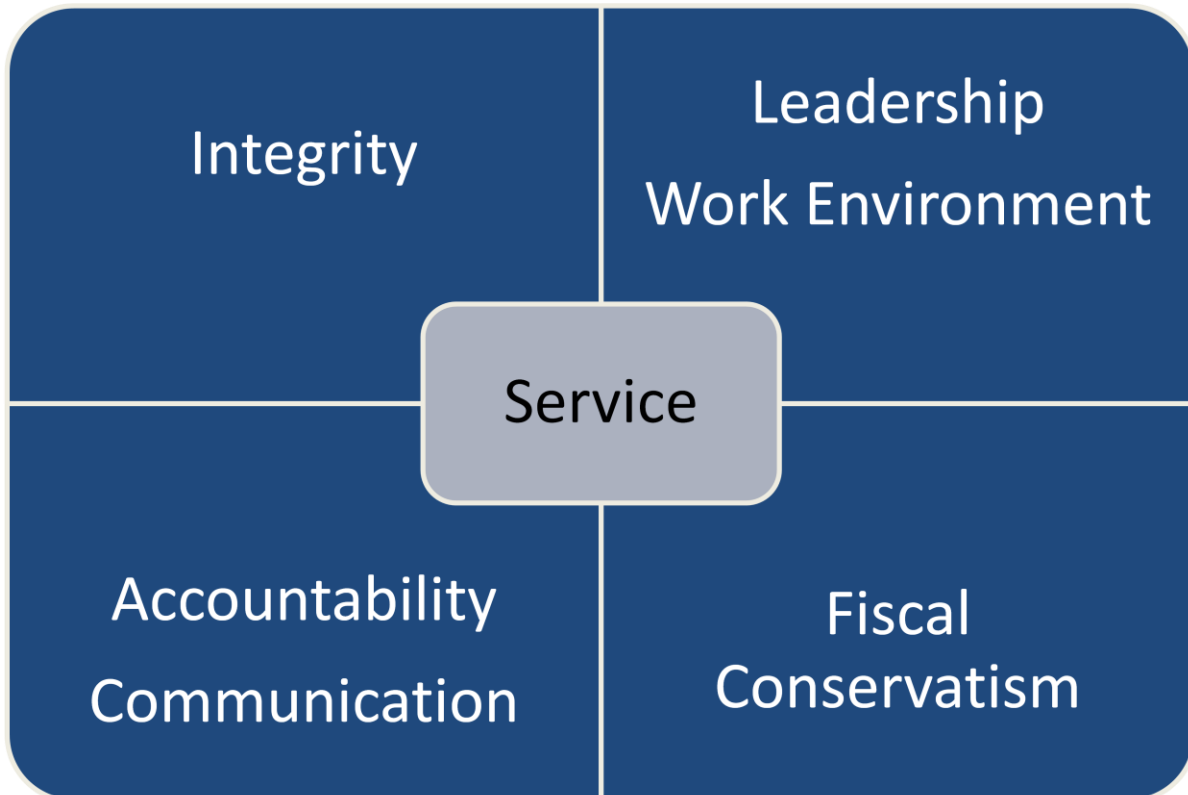 Integrity
Leadership
Work Environment
Service
Accountability
Communication
Fiscal
Conservatism